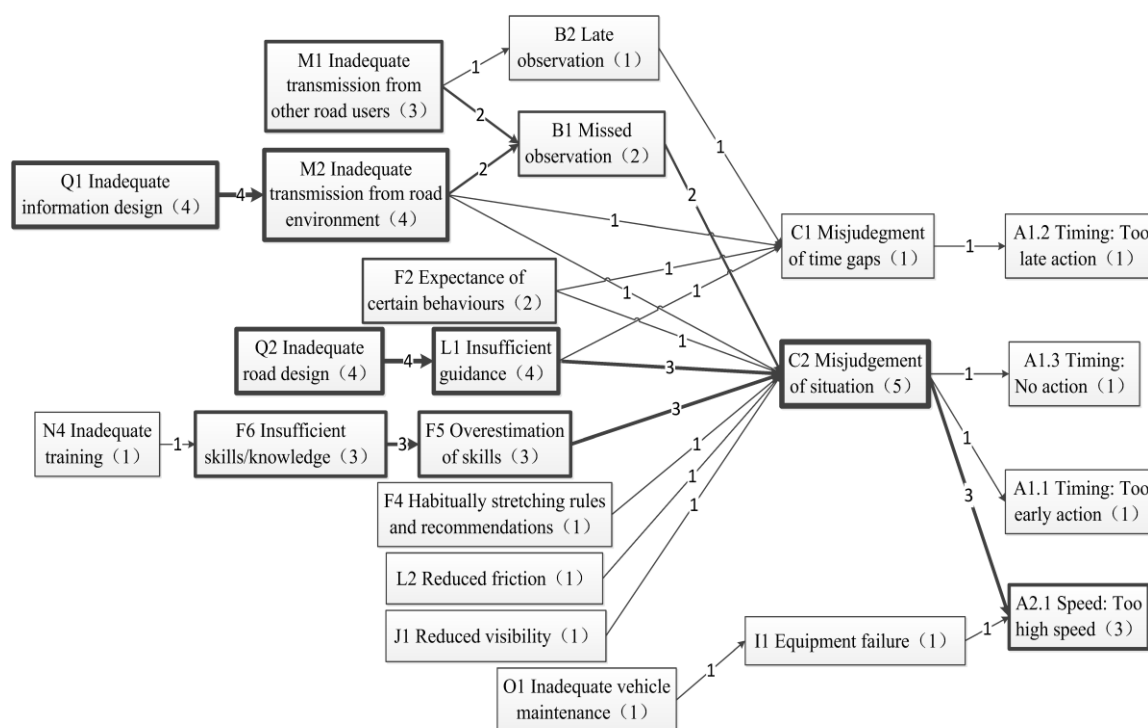 B2 Late
observation（1）
M1 Inadequate
transmission from
other road users（3）
1
2
B1 Missed
observation（2）
1
Q1 Inadequate
information design（4）
4
M2 Inadequate
transmission from road
environment（4）
2
2
1
C1 Misjudegment
of time gaps（1）
1
A1.2 Timing: Too
late action（1）
F2 Expectance of
certain behaviours（2）
1
1
1
1
Q2 Inadequate
road design（4）
4
L1 Insufficient
guidance（4）
3
C2 Misjudgement
of situation（5）
1
A1.3 Timing:
No action（1）
N4 Inadequate
training（1）
1
F6 Insufficient
skills/knowledge（3）
3
F5 Overestimation
of skills（3）
3
1
F4 Habitually stretching rules
and recommendations（1）
1
1
1
3
A1.1 Timing: Too
early action（1）
L2 Reduced friction（1）
J1 Reduced visibility（1）
I1 Equipment failure（1）
1
A2.1 Speed: Too
high speed（3）
O1 Inadequate vehicle
maintenance（1）
1